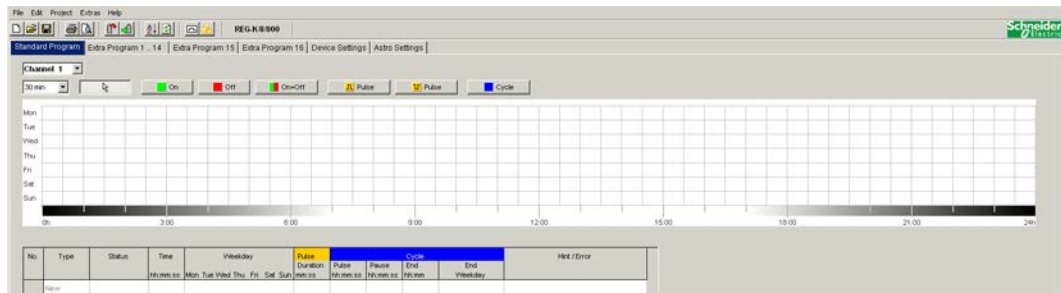 File Edit Project Extras Help
REG-K/8/800
Schneider Electric
Standard Program Extra Program 1 .. 14 Extra Program 15 Extra Program 16 Device Settings Astro Settings
Channel 1
30 min On Off On+Off Pulse Pulse Cycle
Mon
Tue
Wed
Thu
Fri
Sat
Sun
0h 3:00 6:00 9:00 12:00 15:00 18:00 21:00 24h
No. Type Status Time Weekday Pulse Cycle Hint / Error
Duration Pulse Pause End End
hh:mm:ss Mon Tue Wed Thu Fri Sat Sun mm:ss hh:mm:ss hh:mm:ss hh:mm Weekday
New